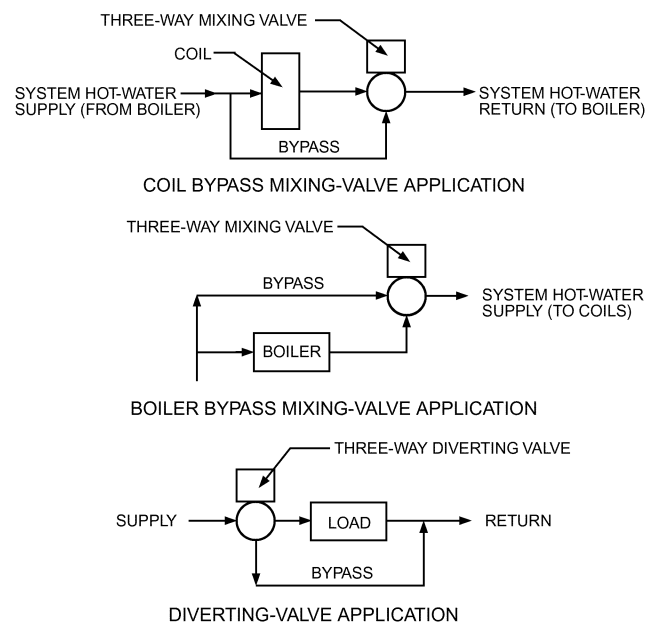 THREE-WAY MIXING VALVE
COIL
SYSTEM HOT-WATER
SUPPLY (FROM BOILER)
SYSTEM HOT-WATER
RETURN (TO BOILER)
BYPASS
COIL BYPASS MIXING-VALVE APPLICATION
THREE-WAY MIXING VALVE
BYPASS
SYSTEM HOT-WATER
SUPPLY (TO COILS)
BOILER
BOILER BYPASS MIXING-VALVE APPLICATION
THREE-WAY DIVERTING VALVE
SUPPLY
LOAD
RETURN
BYPASS
DIVERTING-VALVE APPLICATION